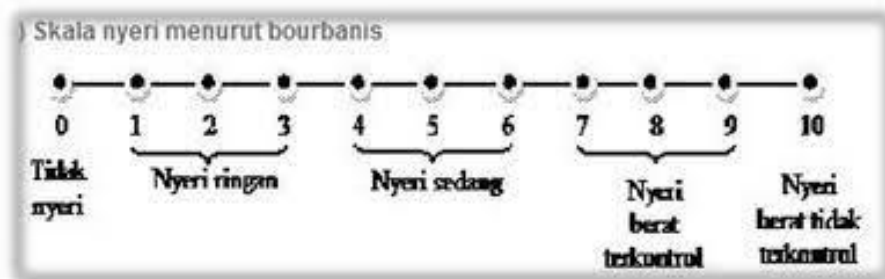 ) Skala nyeri menurut bourbanis
0 1 2 3 4 5 6 7 8 9 10
Tidak nyeri
Nyeri ringan
Nyeri sedang
Nyeri berat terkontrol
Nyeri berat tidak terkontrol